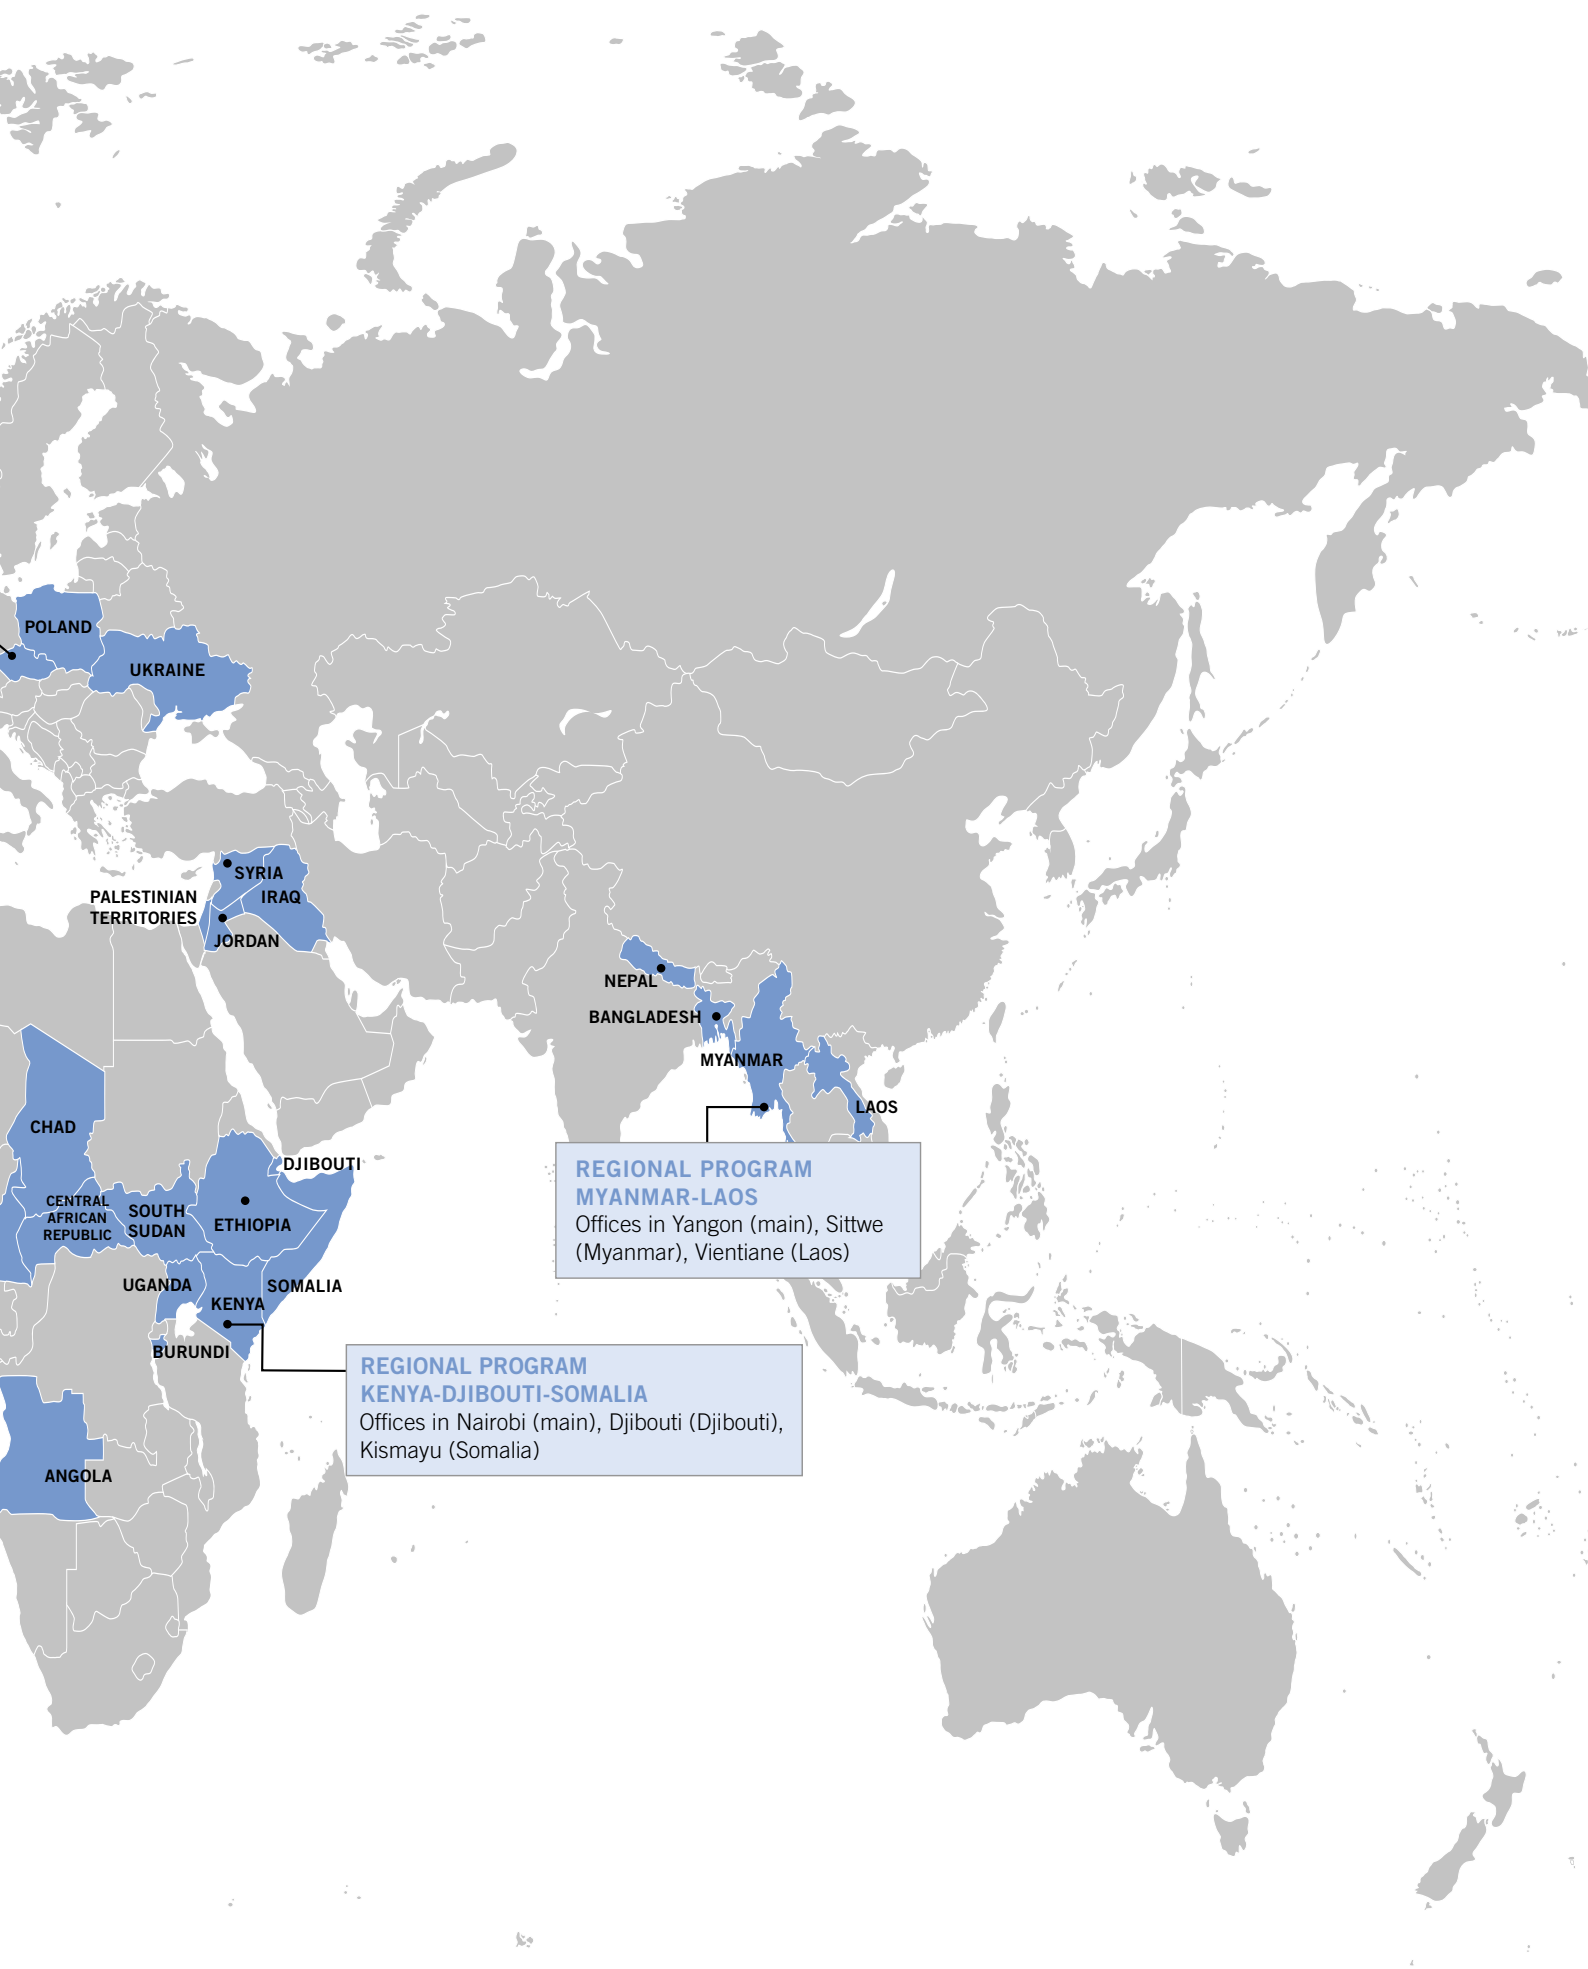 POLAND
UKRAINE
SYRIA
PALESTINIAN
TERRITORIES
IRAQ
JORDAN
NEPAL
BANGLADESH
MYANMAR
LAOS
CHAD
DJIBOUTI
CENTRAL
AFRICAN
REPUBLIC
SOUTH
SUDAN
ETHIOPIA
REGIONAL PROGRAM
MYANMAR-LAOS
Offices in Yangon (main), Sittwe
(Myanmar), Vientiane (Laos)
UGANDA
SOMALIA
KENYA
BURUNDI
REGIONAL PROGRAM
KENYA-DJIBOUTI-SOMALIA
Offices in Nairobi (main), Djibouti (Djibouti),
Kismayu (Somalia)
ANGOLA